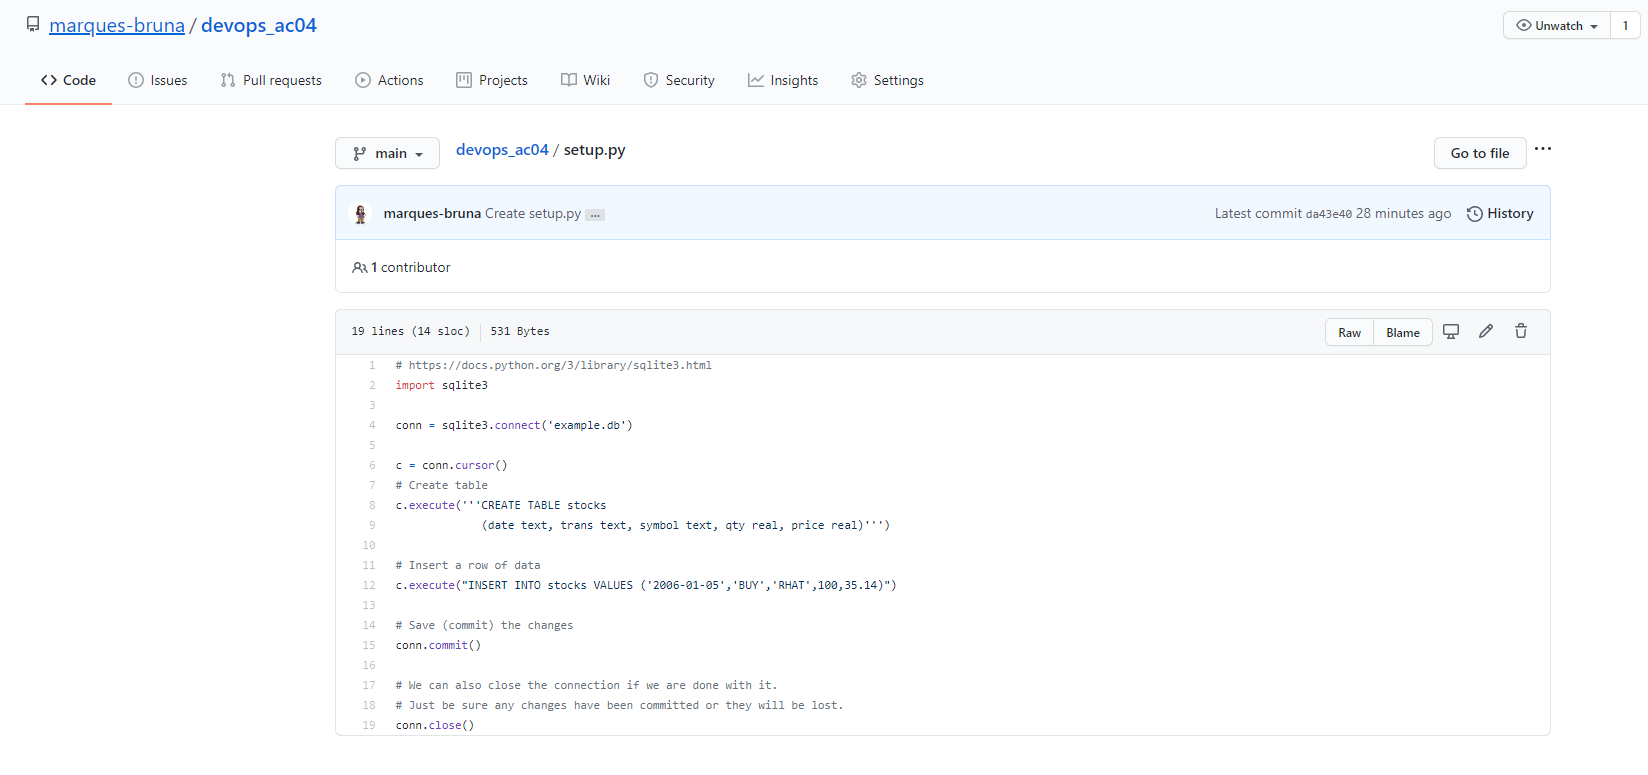 marques-bruna / devops_ac04
Unwatch 1
Code Issues Pull requests Actions Projects Wiki Security Insights Settings
main devops_ac04 / setup.py Go to file ...
marques-bruna Create setup.py ... Latest commit da43e40 28 minutes ago History
1 contributor
19 lines (14 sloc) 531 Bytes Raw Blame
1 # https://docs.python.org/3/library/sqlite3.html
2 import sqlite3
3
4 conn = sqlite3.connect('example.db')
5
6 c = conn.cursor()
7 # Create table
8 c.execute('''CREATE TABLE stocks
9              (date text, trans text, symbol text, qty real, price real)''')
10
11 # Insert a row of data
12 c.execute("INSERT INTO stocks VALUES ('2006-01-05','BUY','RHAT',100,35.14)")
13
14 # Save (commit) the changes
15 conn.commit()
16
17 # We can also close the connection if we are done with it.
18 # Just be sure any changes have been committed or they will be lost.
19 conn.close()